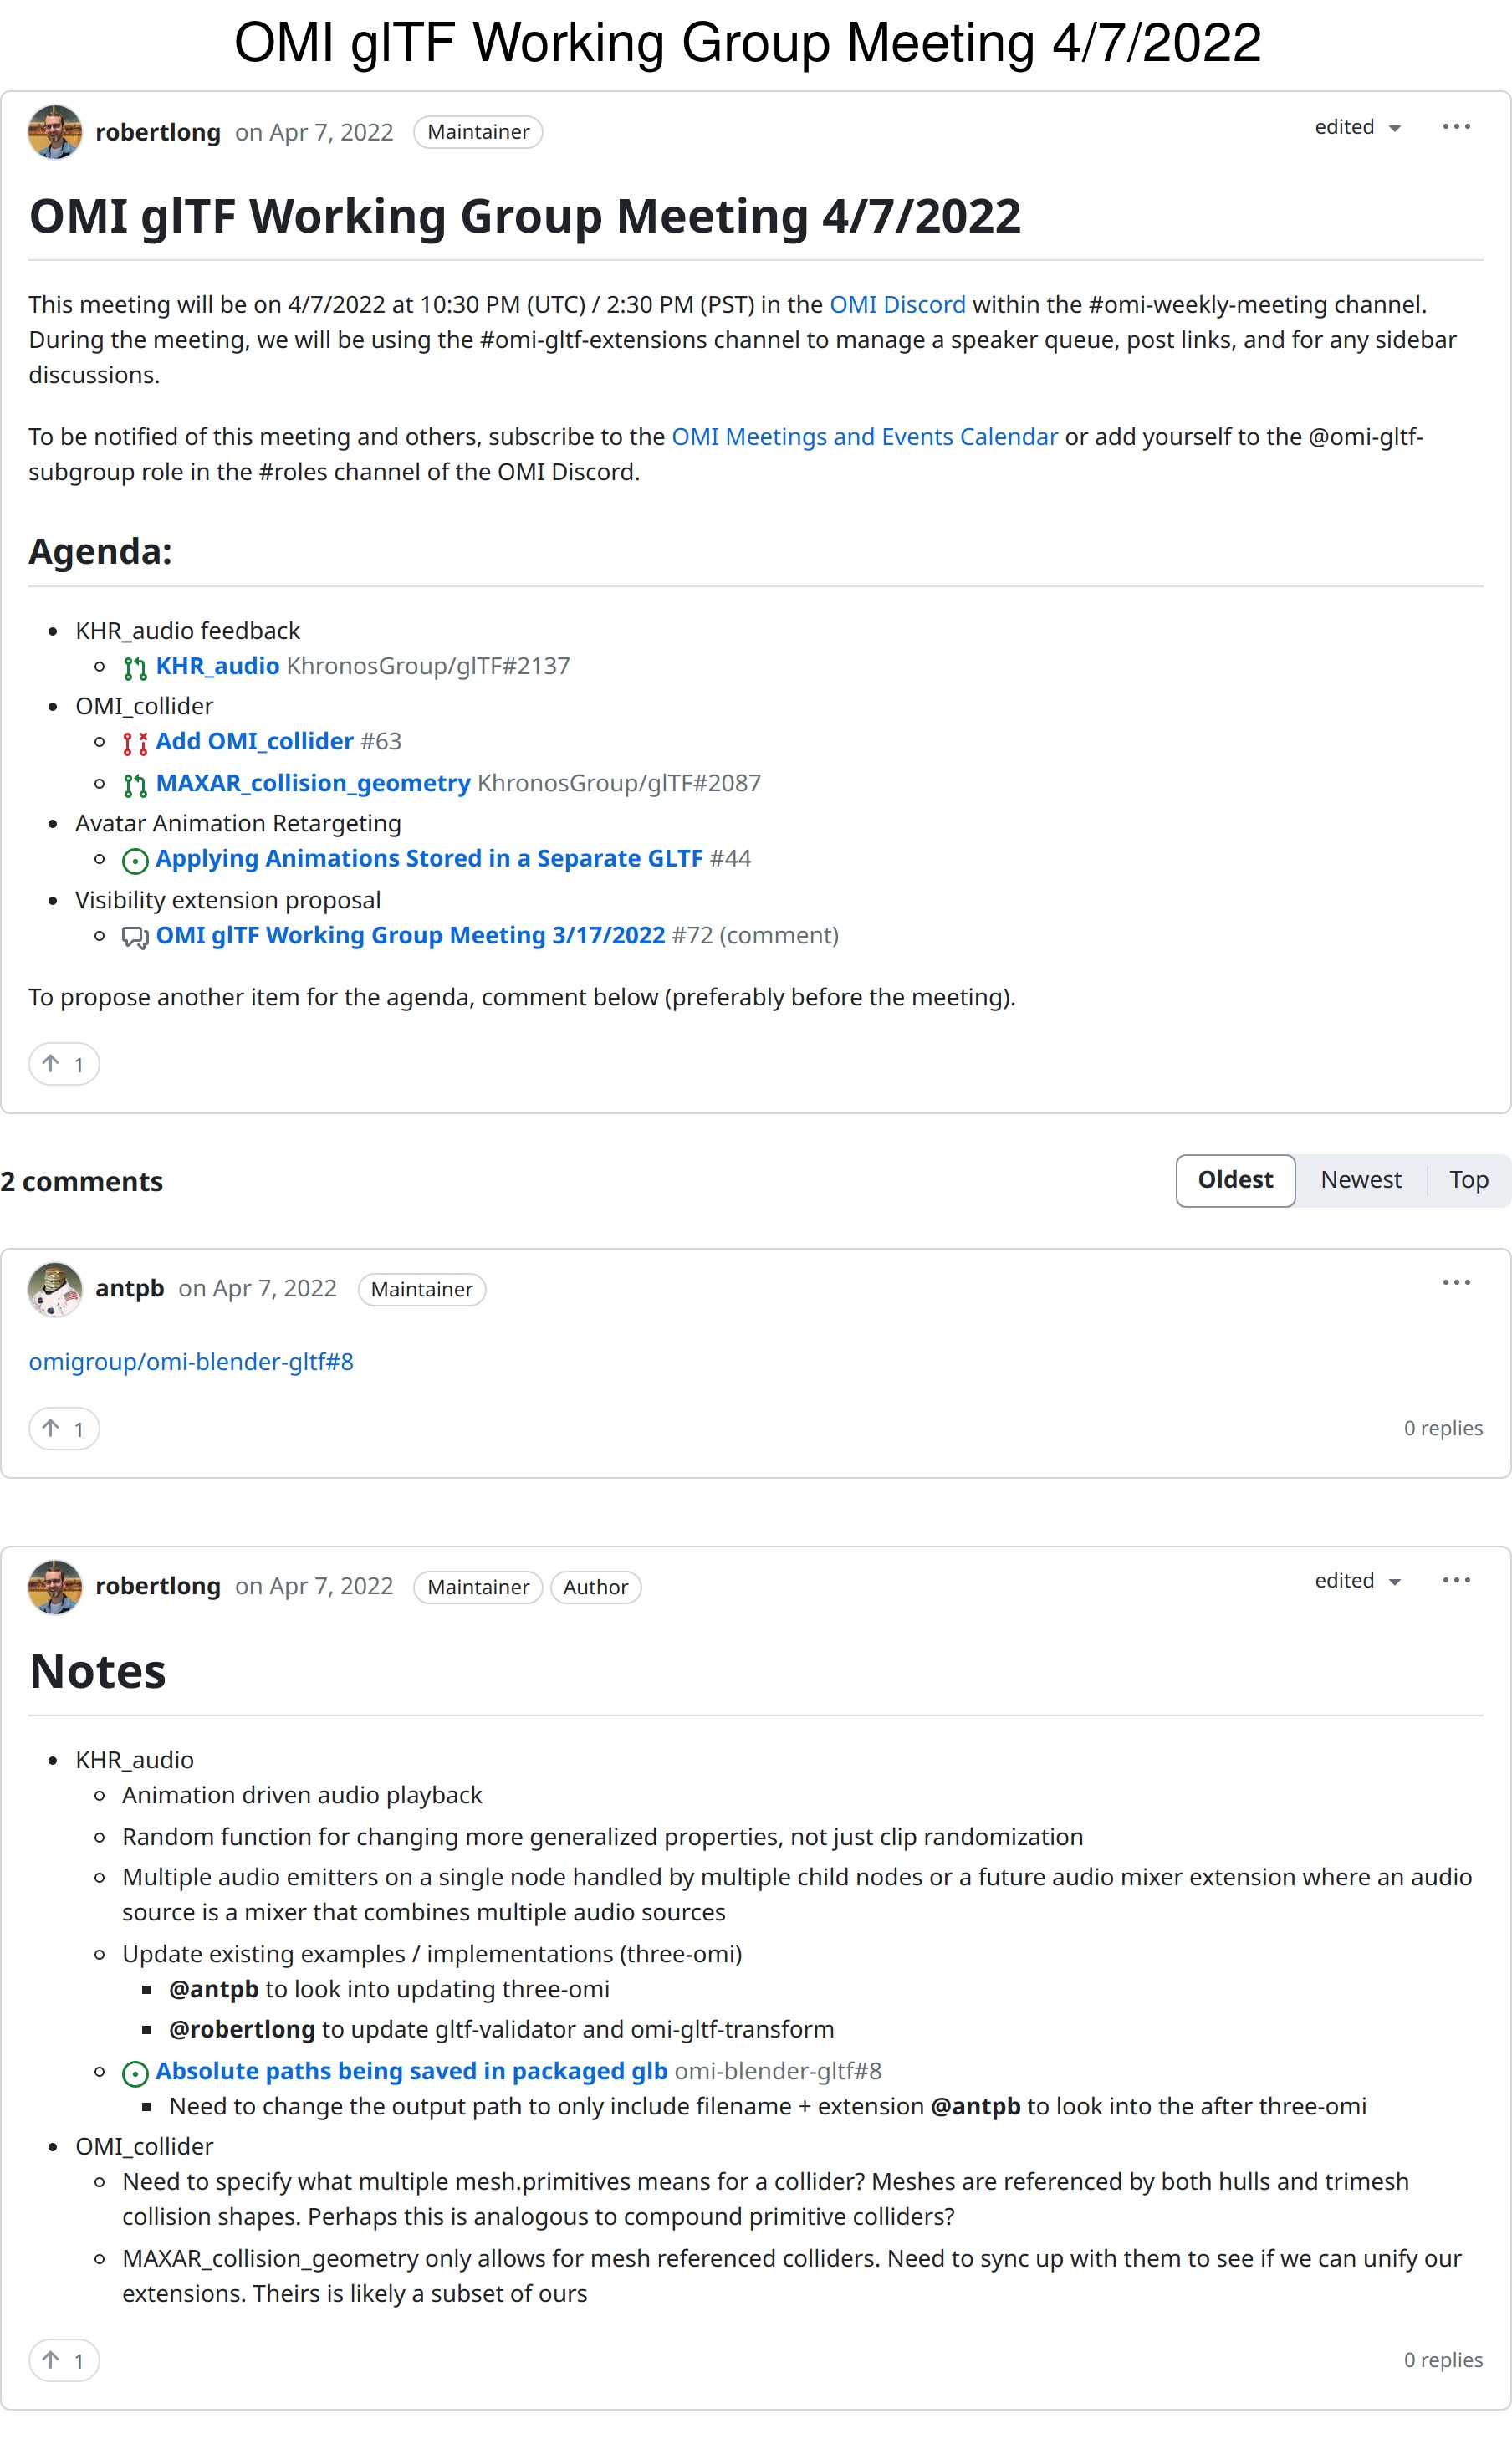 OMI glTF Working Group Meeting 4/7/2022
robertlong on Apr 7, 2022 Maintainer edited
OMI glTF Working Group Meeting 4/7/2022
This meeting will be on 4/7/2022 at 10:30 PM (UTC) / 2:30 PM (PST) in the OMI Discord within the #omi-weekly-meeting channel.
During the meeting, we will be using the #omi-gltf-extensions channel to manage a speaker queue, post links, and for any sidebar
discussions.
To be notified of this meeting and others, subscribe to the OMI Meetings and Events Calendar or add yourself to the @omi-gltf-
subgroup role in the #roles channel of the OMI Discord.
Agenda:
KHR_audio feedback
KHR_audio KhronosGroup/glTF#2137
OMI_collider
Add OMI_collider #63
MAXAR_collision_geometry KhronosGroup/glTF#2087
Avatar Animation Retargeting
Applying Animations Stored in a Separate GLTF #44
Visibility extension proposal
OMI glTF Working Group Meeting 3/17/2022 #72 (comment)
To propose another item for the agenda, comment below (preferably before the meeting).
1
2 comments Oldest Newest Top
antpb on Apr 7, 2022 Maintainer
omigroup/omi-blender-gltf#8
1 0 replies
robertlong on Apr 7, 2022 Maintainer Author edited
Notes
KHR_audio
Animation driven audio playback
Random function for changing more generalized properties, not just clip randomization
Multiple audio emitters on a single node handled by multiple child nodes or a future audio mixer extension where an audio
source is a mixer that combines multiple audio sources
Update existing examples / implementations (three-omi)
@antpb to look into updating three-omi
@robertlong to update gltf-validator and omi-gltf-transform
Absolute paths being saved in packaged glb omi-blender-gltf#8
Need to change the output path to only include filename + extension @antpb to look into the after three-omi
OMI_collider
Need to specify what multiple mesh.primitives means for a collider? Meshes are referenced by both hulls and trimesh
collision shapes. Perhaps this is analogous to compound primitive colliders?
MAXAR_collision_geometry only allows for mesh referenced colliders. Need to sync up with them to see if we can unify our
extensions. Theirs is likely a subset of ours
1 0 replies